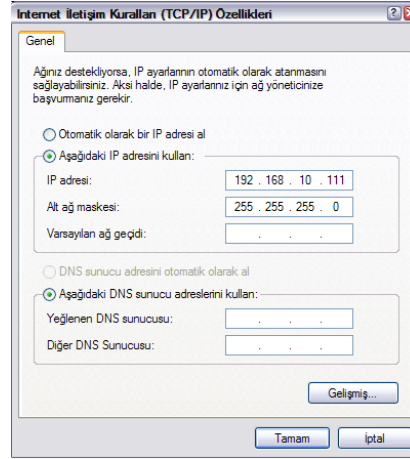 Internet İletişim Kuralları (TCP/IP) Özellikleri
Genel
Ağınız destekliyorsa, IP ayarlarının otomatik olarak atanmasını
sağlayabilirsiniz. Aksi halde, IP ayarlarınız için ağ yöneticinize
başvurmanız gerekir.
Otomatik olarak bir IP adresi al
Aşağıdaki IP adresini kullan:
IP adresi: 192 . 168 . 10 . 111
Alt ağ maskesi: 255 . 255 . 255 . 0
Varsayılan ağ geçidi: . . .
DNS sunucu adresini otomatik olarak al
Aşağıdaki DNS sunucu adreslerini kullan:
Yeğlenen DNS sunucusu: . . .
Diğer DNS Sunucusu: . . .
Gelişmiş...
Tamam İptal